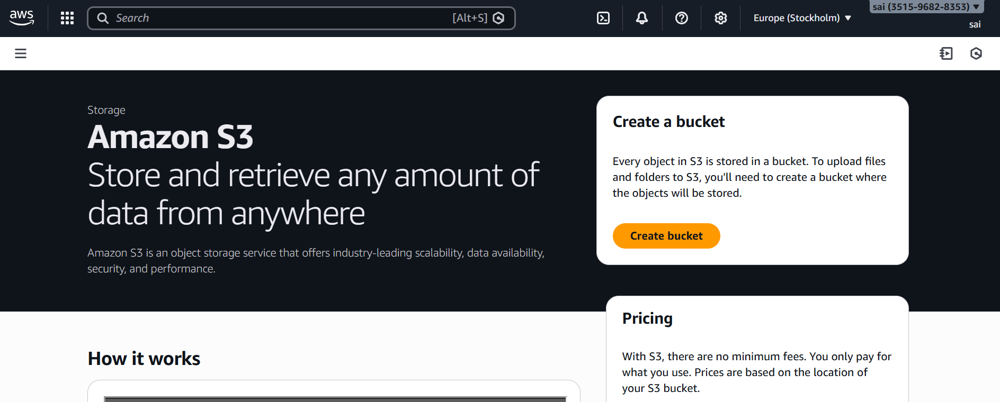 aws
Search
[Alt+S]
Europe (Stockholm)
sai (3515-9682-8353)
sai
Storage
Amazon S3
Store and retrieve any amount of
data from anywhere
Amazon S3 is an object storage service that offers industry-leading scalability, data availability,
security, and performance.
Create a bucket
Every object in S3 is stored in a bucket. To upload files
and folders to S3, you'll need to create a bucket where
the objects will be stored.
Create bucket
Pricing
With S3, there are no minimum fees. You only pay for
what you use. Prices are based on the location of
your S3 bucket.
How it works